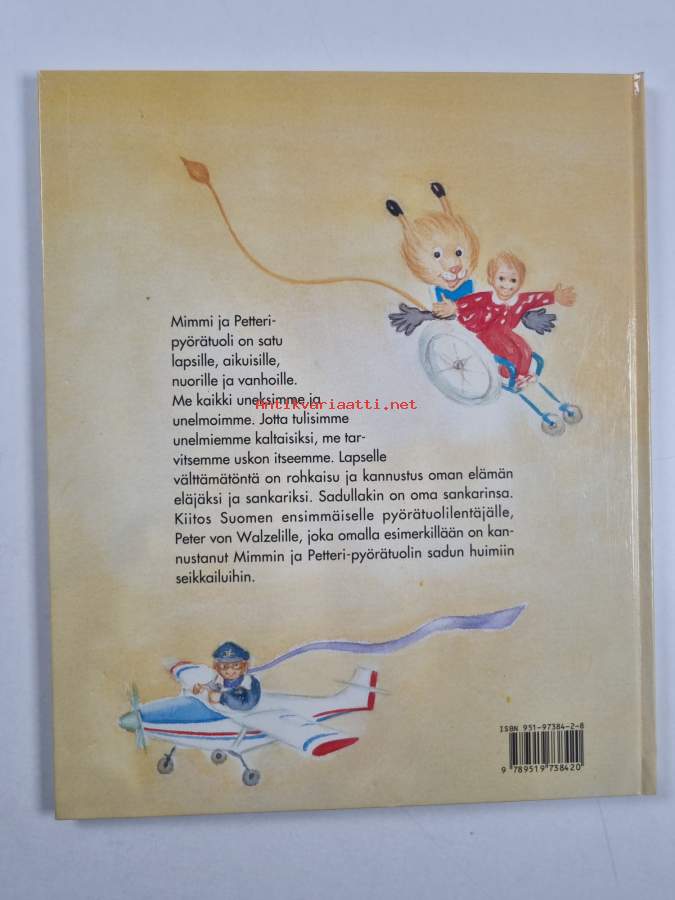 Mimmi ja Petteri-
pyörätuoli on satu
lapsille, aikuisille,
nuorille ja vanhoille.
Me kaikki uneksimme ja
Antikvariaatti.net
unelmoimme. Jotta tulisimme
unelmiemme kaltaisiksi, me tar-
vitsemme uskon itseemme. Lapselle
välttämätöntä on rohkaisu ja kannustus oman elämän
eläjäksi ja sankariksi. Sadullakin on oma sankarinsa.
Kiitos Suomen ensimmäiselle pyörätuolilentäjälle,
Peter von Walzelille, joka omalla esimerkillään on kan-
nustanut Mimmin ja Petteri-pyörätuolin sadun huimiin
seikkailuihin.
ISBN 951-97384-2-8
9 789519 738420